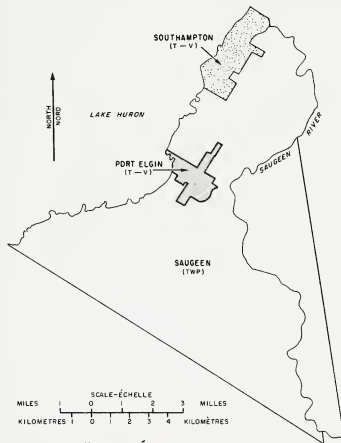 SOUTHAMPTON
(T — V)
NORTH
NORD
LAKE HURON
SAUGEEN
RIVER
PORT ELGIN
(T — V)
SAUGEEN
(TWP)
SCALE-ÉCHELLE
MILES 1 0 1 2 3 MILLES
KILOMETRES 1 0 1 2 3 4 KILOMÈTRES